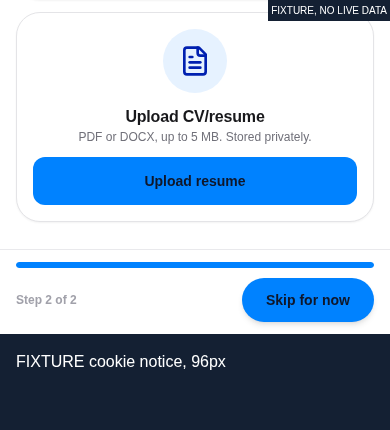 FIXTURE, NO LIVE DATA
Upload CV/resume
PDF or DOCX, up to 5 MB. Stored privately.
Upload resume
Step 2 of 2
Skip for now
FIXTURE cookie notice, 96px